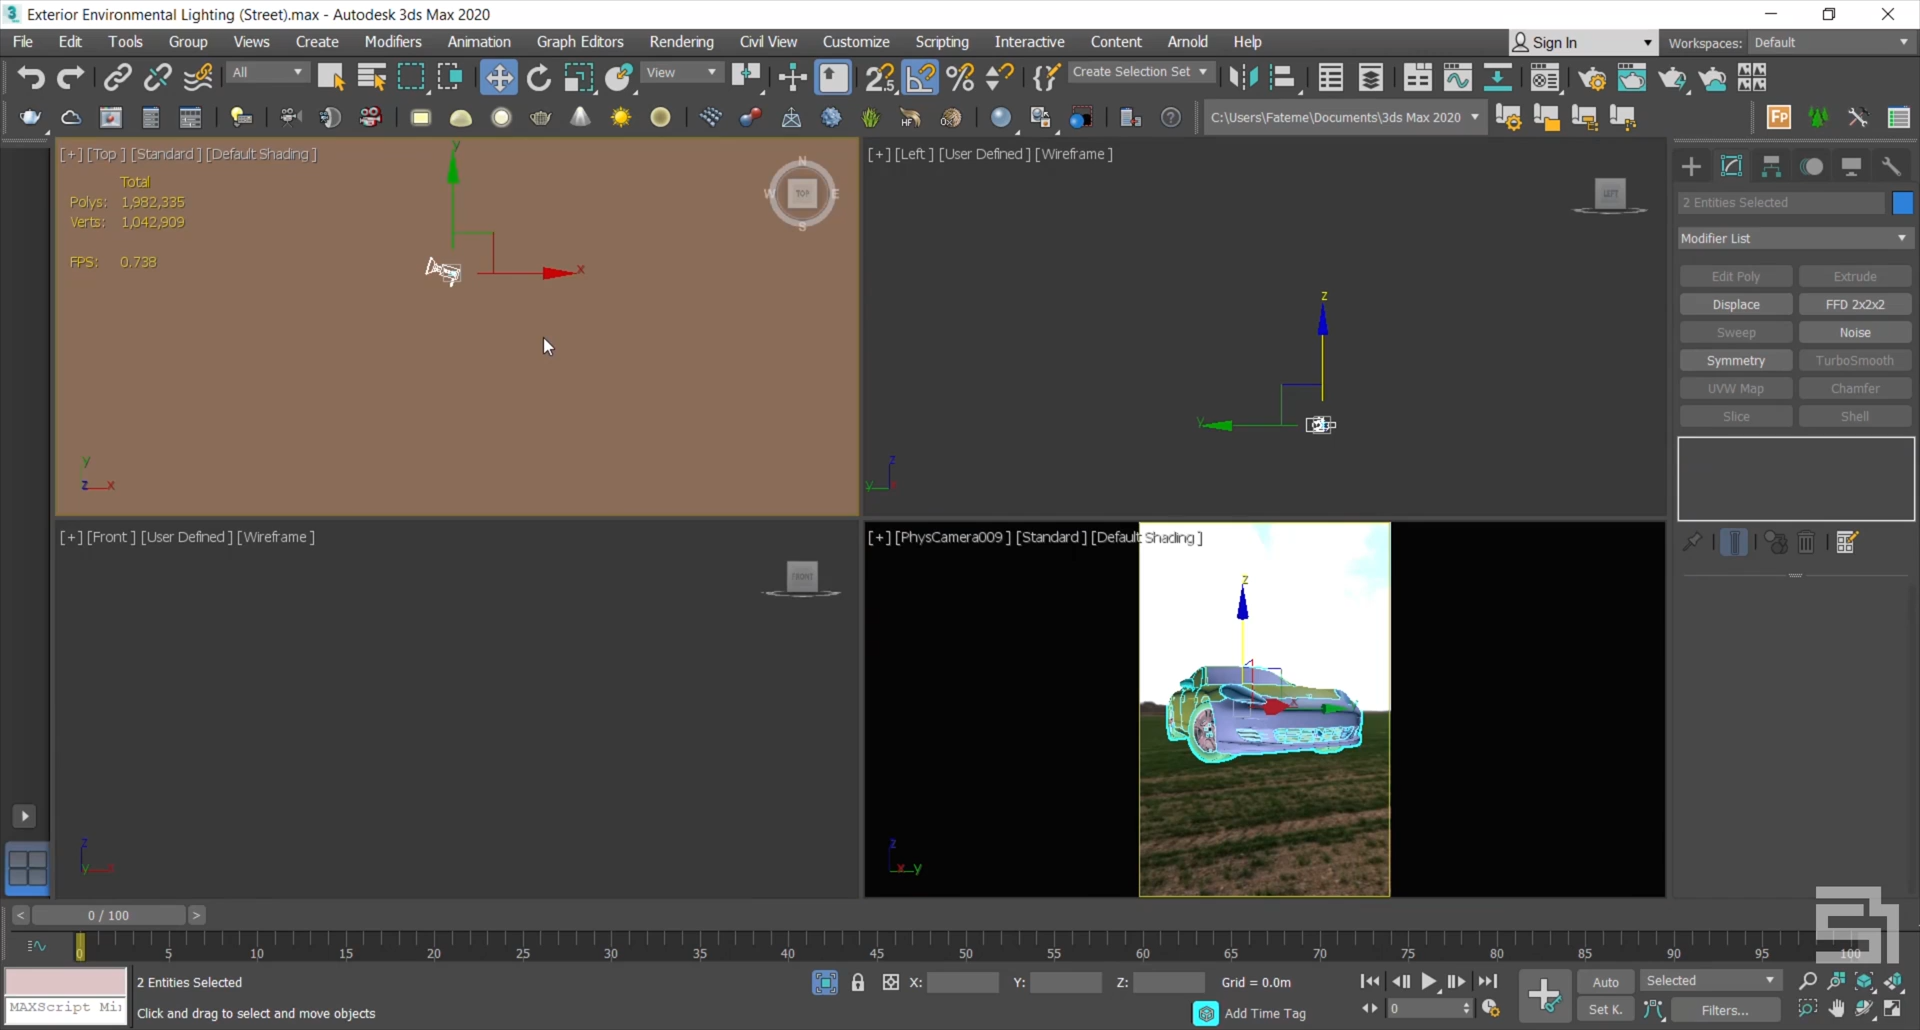 Exterior Environmental Lighting (Street).max - Autodesk 3ds Max 2020
File Edit Tools Group Views Create Modifiers Animation Graph Editors Rendering Civil View Customize Scripting Interactive Content Arnold Help Sign In Workspaces: Default
All View Create Selection Set
C:\Users\Fateme\Documents\3ds Max 2020
[+] [Top ] [Standard ] [Default Shading ]
Total
Polys: 1,982,335
Verts: 1,042,909
FPS: 0.738
N
W TOP E
S
y
x
y
z x
[+] [Left ] [User Defined ] [Wireframe ]
LEFT
z
Y
z
y
[+] [Front ] [User Defined ] [Wireframe ]
FRONT
z
y x
[+] [PhysCamera009 ] [Standard ] [Default Shading ]
z
x
z
x y
2 Entities Selected
Modifier List
Edit Poly Extrude
Displace FFD 2x2x2
Sweep Noise
Symmetry TurboSmooth
UVW Map Chamfer
Slice Shell
< 0 / 100 >
0 5 10 15 20 25 30 35 40 45 50 55 60 65 70 75 80 85 90 95 100
2 Entities Selected X: Y: Z: Grid = 0.0m Auto Selected
MAXScript Mi: Click and drag to select and move objects Add Time Tag 0 Set K. Filters...